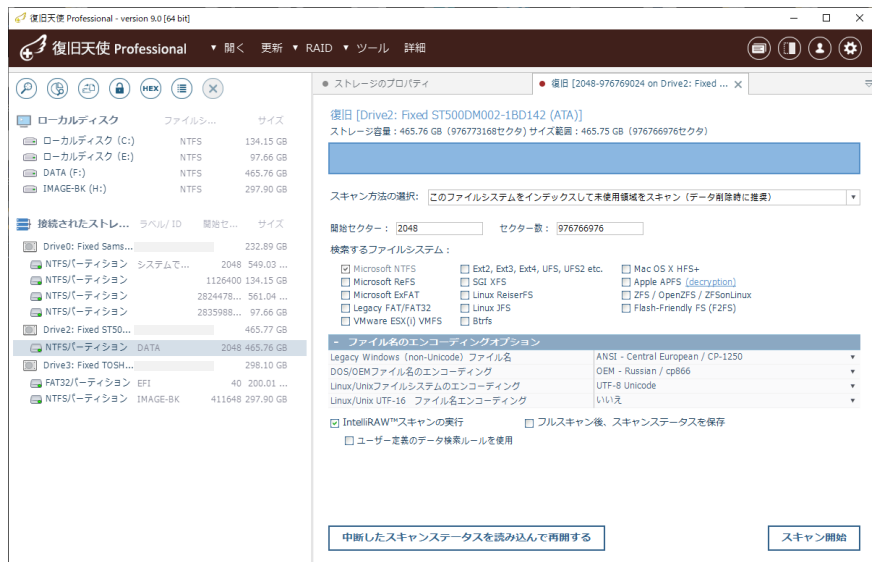 復旧天使 Professional - version 9.0 [64 bit]
復旧天使 Professional ▼ 開く 更新 ▼ RAID ▼ ツール 詳細
HEX
ストレージのプロパティ
復旧 [2048-976769024 on Drive2: Fixed ...
ローカルディスク ファイルシ... サイズ
ローカルディスク (C:) NTFS 134.15 GB
ローカルディスク (E:) NTFS 97.66 GB
DATA (F:) NTFS 465.76 GB
IMAGE-BK (H:) NTFS 297.90 GB
接続されたストレ... ラベル/ ID 開始セ... サイズ
Drive0: Fixed Sams... 232.89 GB
NTFSパーティション システムで... 2048 549.03 ...
NTFSパーティション 1126400 134.15 GB
NTFSパーティション 2824478... 561.04 ...
NTFSパーティション 2835988... 97.66 GB
Drive2: Fixed ST50... 465.77 GB
NTFSパーティション DATA 2048 465.76 GB
Drive3: Fixed TOSH... 298.10 GB
FAT32パーティション EFI 40 200.01 ...
NTFSパーティション IMAGE-BK 411648 297.90 GB
復旧 [Drive2: Fixed ST500DM002-1BD142 (ATA)]
ストレージ容量：465.76 GB（976773168セクタ) サイズ範囲：465.75 GB（976766976セクタ）
スキャン方法の選択: このファイルシステムをインデックスして未使用領域をスキャン（データ削除時に推奨）
開始セクター： 2048 セクター数： 976766976
検索するファイルシステム：
Microsoft NTFS Ext2, Ext3, Ext4, UFS, UFS2 etc. Mac OS X HFS+
Microsoft ReFS SGI XFS Apple APFS (decryption)
Microsoft ExFAT Linux ReiserFS ZFS / OpenZFS / ZFSonLinux
Legacy FAT/FAT32 Linux JFS Flash-Friendly FS (F2FS)
VMware ESX(i) VMFS Btrfs
- ファイル名のエンコーディングオプション
Legacy Windows (non-Unicode) ファイル名 ANSI - Central European / CP-1250
DOS/OEMファイル名のエンコーディング OEM - Russian / cp866
Linux/Unixファイルシステムのエンコーディング UTF-8 Unicode
Linux/Unix UTF-16 ファイル名エンコーディング いいえ
IntelliRAW™スキャンの実行 フルスキャン後、スキャンステータスを保存
ユーザー定義のデータ検索ルールを使用
中断したスキャンステータスを読み込んで再開する
スキャン開始